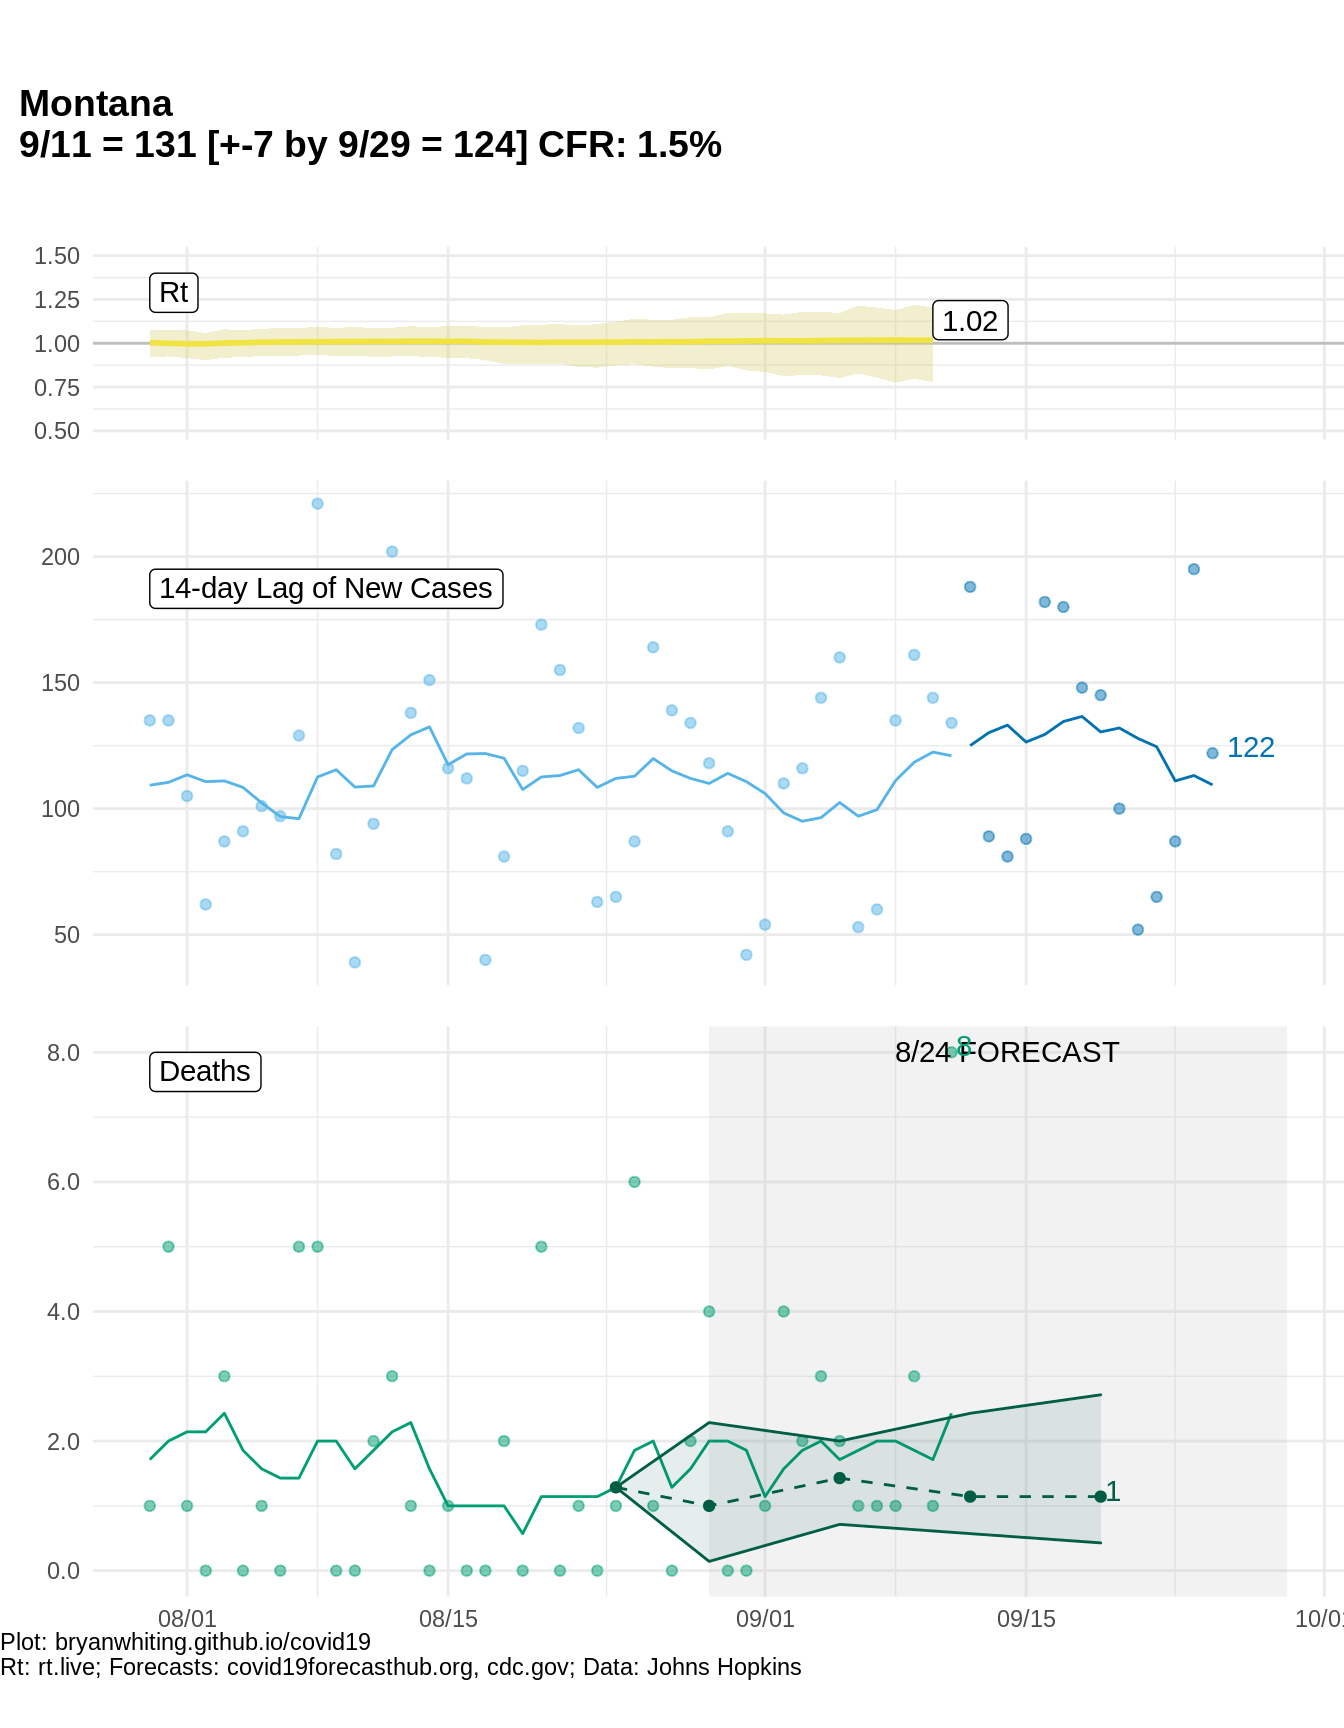 Montana
9/11 = 131 [+-7 by 9/29 = 124] CFR: 1.5%
1.50
1.25
1.00
0.75
0.50
Rt
1.02
200
150
100
50
14-day Lag of New Cases
122
8.0
6.0
4.0
2.0
0.0
Deaths
8/24 FORECAST
8
1
08/01
08/15
09/01
09/15
Plot: bryanwhiting.github.io/covid19
Rt: rt.live; Forecasts: covid19forecasthub.org, cdc.gov; Data: Johns Hopkins